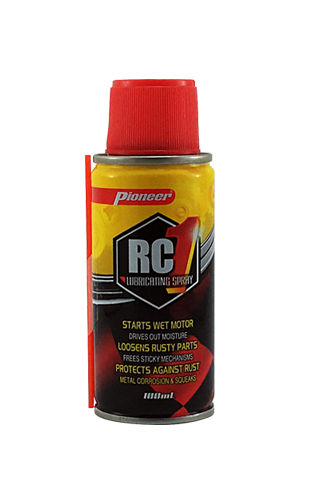 Pioneer
RC1
LUBRICATING SPRAY
STARTS WET MOTOR
DRIVES OUT MOISTURE
LOOSENS RUSTY PARTS
FREES STICKY MECHANISMS
PROTECTS AGAINST RUST
METAL CORROSION & SQUEAKS
100ml